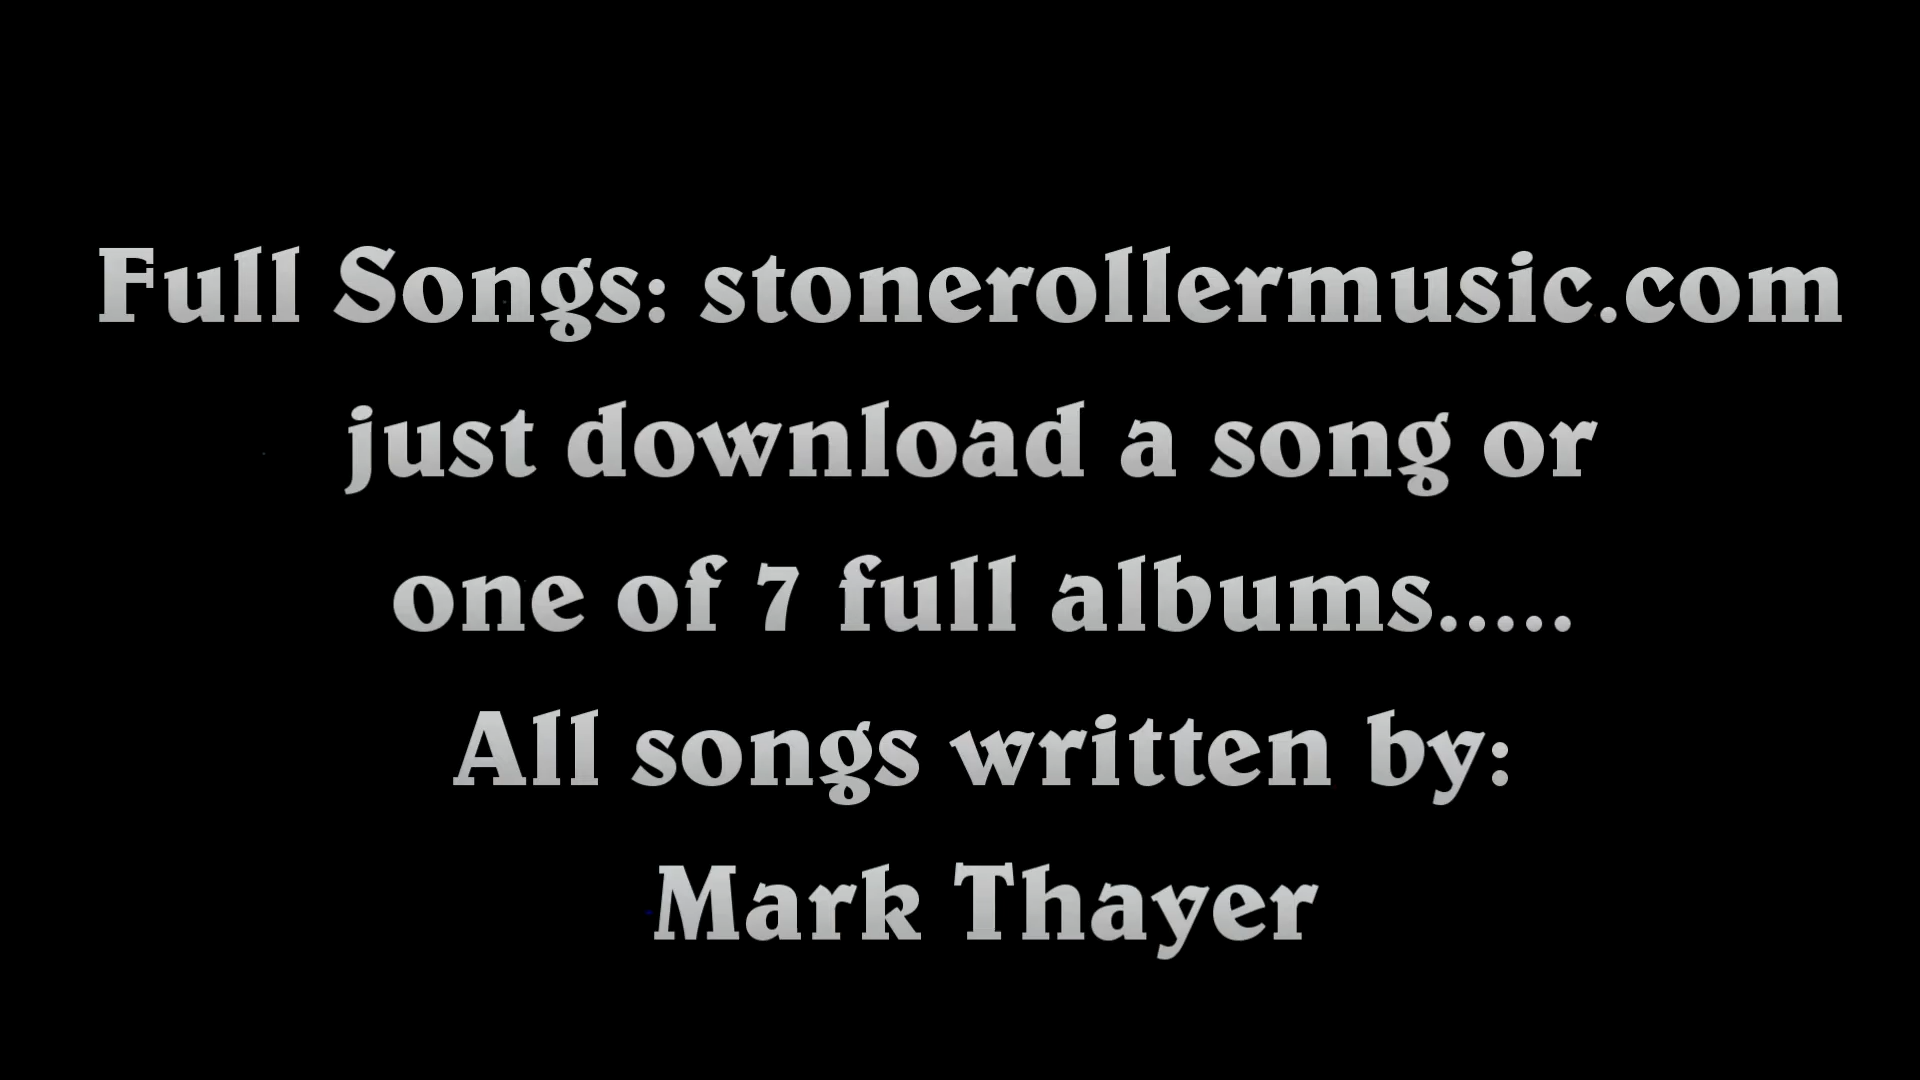 Full Songs: stonerollermusic.com
just download a song or
one of 7 full albums.....
All songs written by:
Mark Thayer